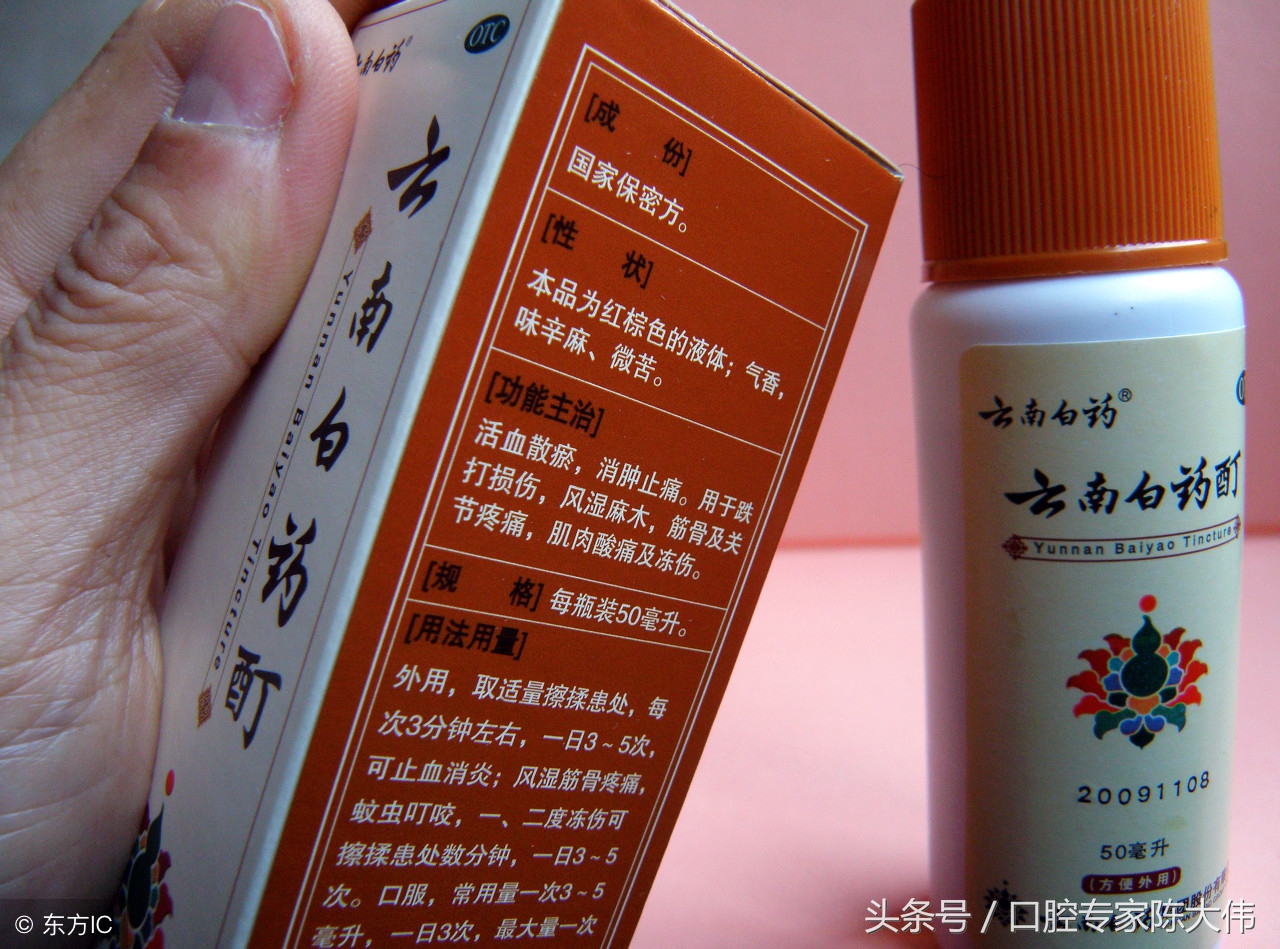 云南白药®
OTC
云南白药酊
Yunnan Baiyao Tincture
[成 份]
国家保密方。
[性 状]
本品为红棕色的液体；气香，
味辛麻、微苦。
[功能主治]
活血散瘀，消肿止痛。用于跌
打损伤，风湿麻木，筋骨及关
节疼痛，肌肉酸痛及冻伤。
[规 格] 每瓶装50毫升。
[用法用量]
外用，取适量擦揉患处，每
次3分钟左右，一日3～5次，
可止血消炎；风湿筋骨疼痛，
蚊虫叮咬，一、二度冻伤可
擦揉患处数分钟，一日3～5
次。口服，常用量一次3～5
毫升，一日3次，最大量一次
云南白药®
云南白药酊
Yunnan Baiyao Tincture
20091108
50毫升
(方便外用)
© 东方IC
头条号 / 口腔专家陈大伟